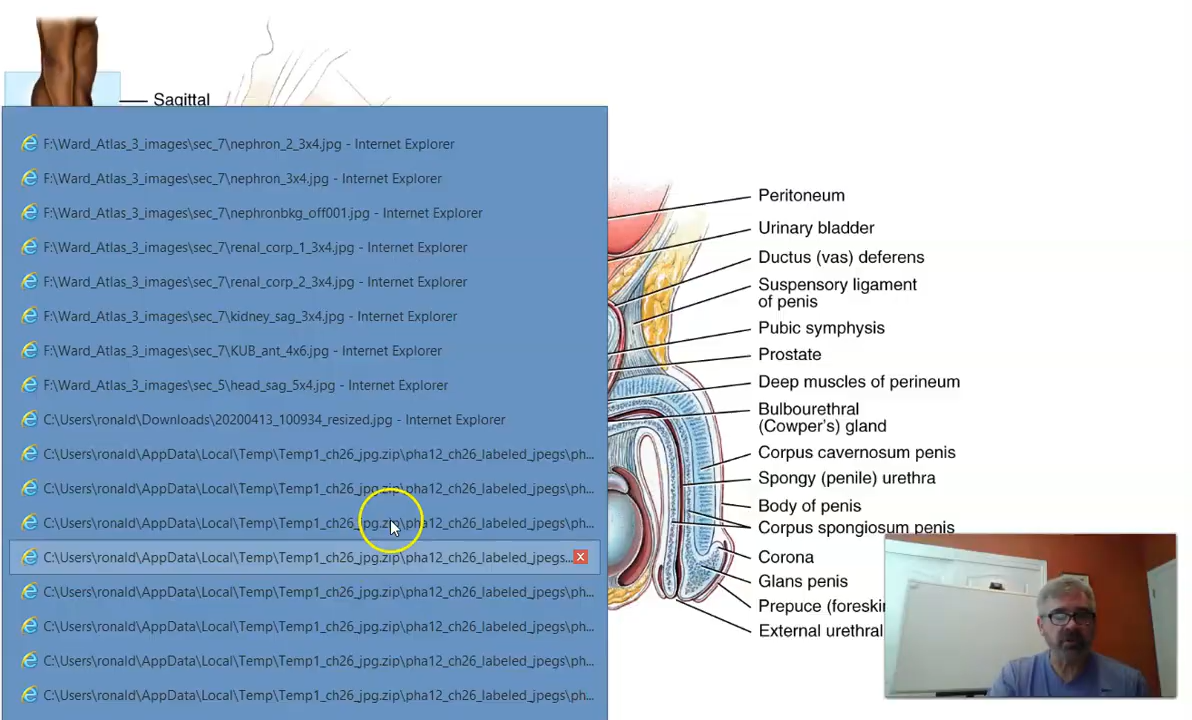 Sagittal
F:\Ward_Atlas_3_images\sec_7\nephron_2_3x4.jpg - Internet Explorer
F:\Ward_Atlas_3_images\sec_7\nephron_3x4.jpg - Internet Explorer
F:\Ward_Atlas_3_images\sec_7\nephronbkg_off001.jpg - Internet Explorer
F:\Ward_Atlas_3_images\sec_7\renal_corp_1_3x4.jpg - Internet Explorer
F:\Ward_Atlas_3_images\sec_7\renal_corp_2_3x4.jpg - Internet Explorer
F:\Ward_Atlas_3_images\sec_7\kidney_sag_3x4.jpg - Internet Explorer
F:\Ward_Atlas_3_images\sec_7\KUB_ant_4x6.jpg - Internet Explorer
F:\Ward_Atlas_3_images\sec_5\head_sag_5x4.jpg - Internet Explorer
C:\Users\ronald\Downloads\20200413_100934_resized.jpg - Internet Explorer
C:\Users\ronald\AppData\Local\Temp\Temp1_ch26_jpg.zip\pha12_ch26_labeled_jpegs\ph...
C:\Users\ronald\AppData\Local\Temp\Temp1_ch26_jpg.zip\pha12_ch26_labeled_jpegs\ph...
C:\Users\ronald\AppData\Local\Temp\Temp1_ch26_jpg.zip\pha12_ch26_labeled_jpegs\ph...
C:\Users\ronald\AppData\Local\Temp\Temp1_ch26_jpg.zip\pha12_ch26_labeled_jpegs...
C:\Users\ronald\AppData\Local\Temp\Temp1_ch26_jpg.zip\pha12_ch26_labeled_jpegs\ph...
C:\Users\ronald\AppData\Local\Temp\Temp1_ch26_jpg.zip\pha12_ch26_labeled_jpegs\ph...
C:\Users\ronald\AppData\Local\Temp\Temp1_ch26_jpg.zip\pha12_ch26_labeled_jpegs\ph...
C:\Users\ronald\AppData\Local\Temp\Temp1_ch26_jpg.zip\pha12_ch26_labeled_jpegs\ph...
Peritoneum
Urinary bladder
Ductus (vas) deferens
Suspensory ligament
of penis
Pubic symphysis
Prostate
Deep muscles of perineum
Bulbourethral
(Cowper's) gland
Corpus cavernosum penis
Spongy (penile) urethra
Body of penis
Corpus spongiosum penis
Corona
Glans penis
Prepuce (foreski
External urethral